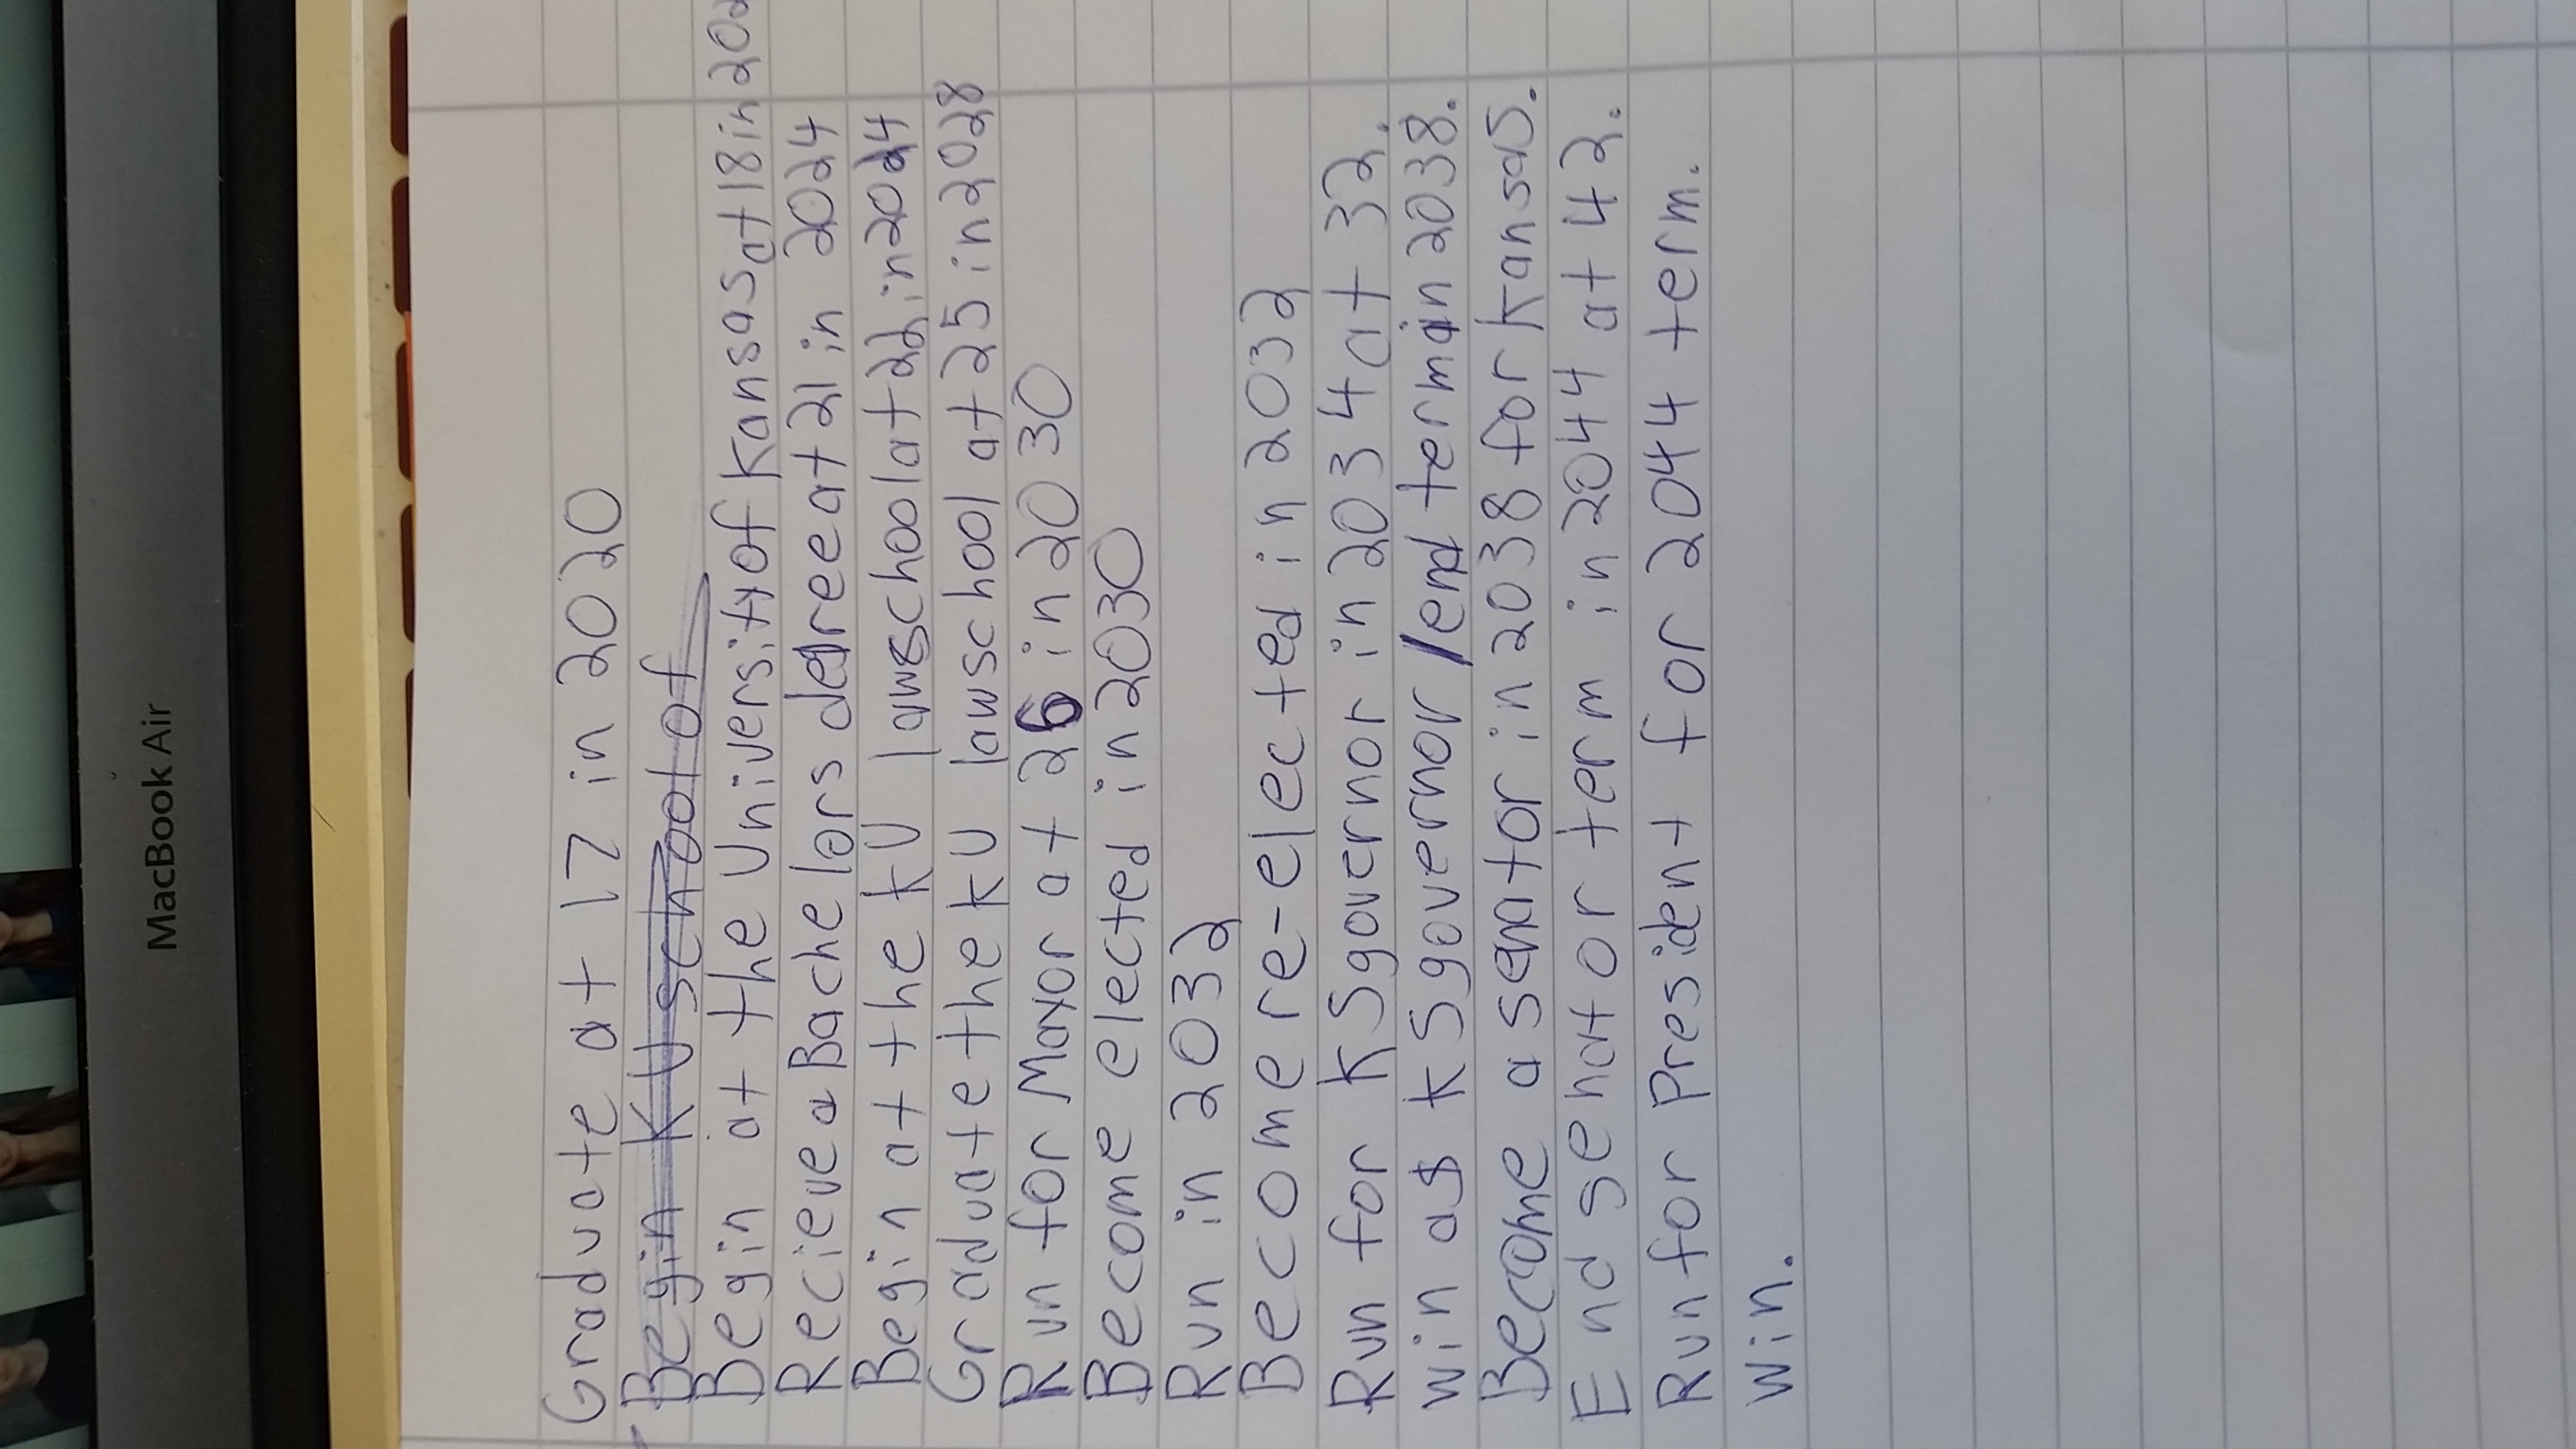 MacBook Air
Graduate at 17 in 2020
Begin KU school of
Begin at the University of Kansas at 18 in 202
Recieve a Bachelors degree at 21 in 2024
Begin at the KU lawschool at 22 in 2024
Graduate the KU lawschool at 25 in 2028
Run for Mayor at 26 in 2030
Become elected in 2030
Run in 2032
Become re-elected in 2032
Run for KS governor in 2034 at 32.
Win as KS governor / end term in 2038.
Become a senator in 2038 for Kansas.
End senator term in 2044 at 42.
Run for President for 2044 term.
Win.